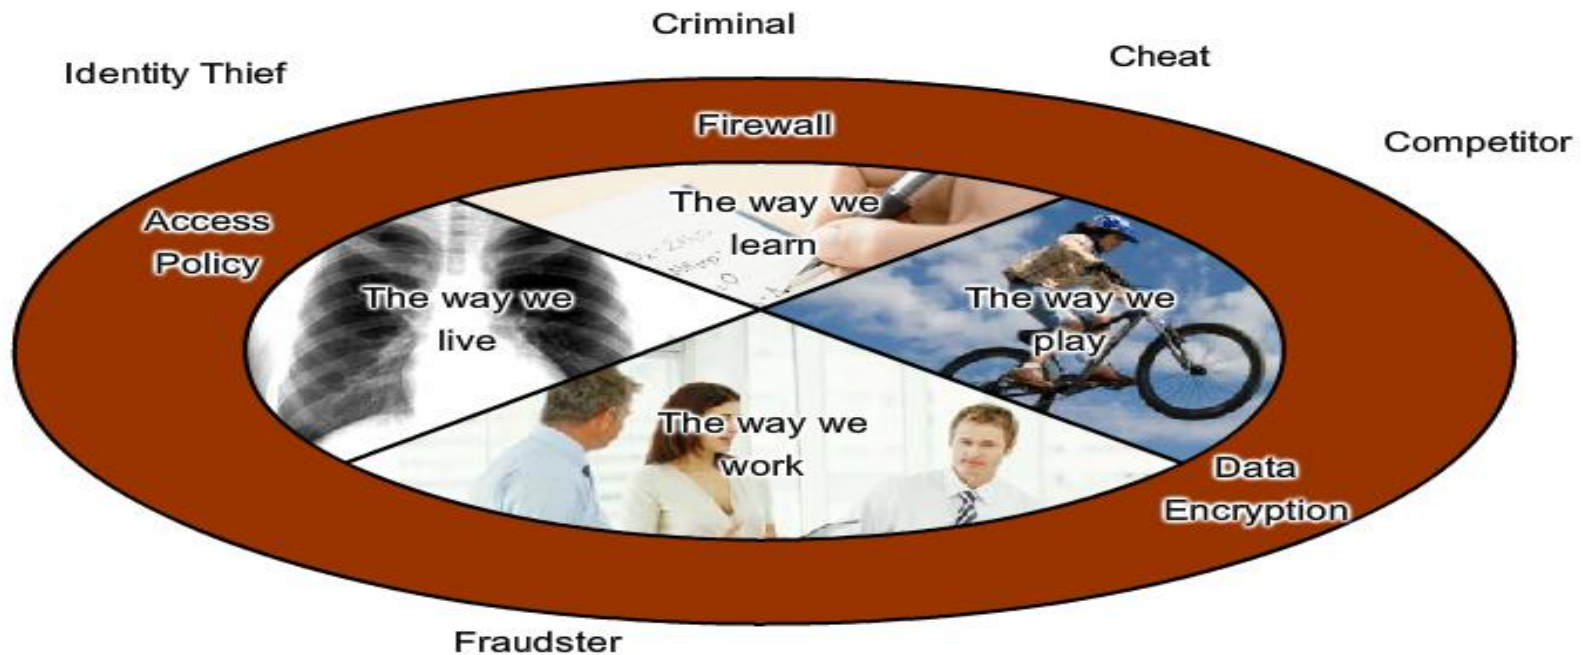 Criminal
Cheat
Identity Thief
Firewall
Competitor
The way we
learn
Access
Policy
The way we
live
The way we
play
The way we
work
Data
Encryption
Fraudster